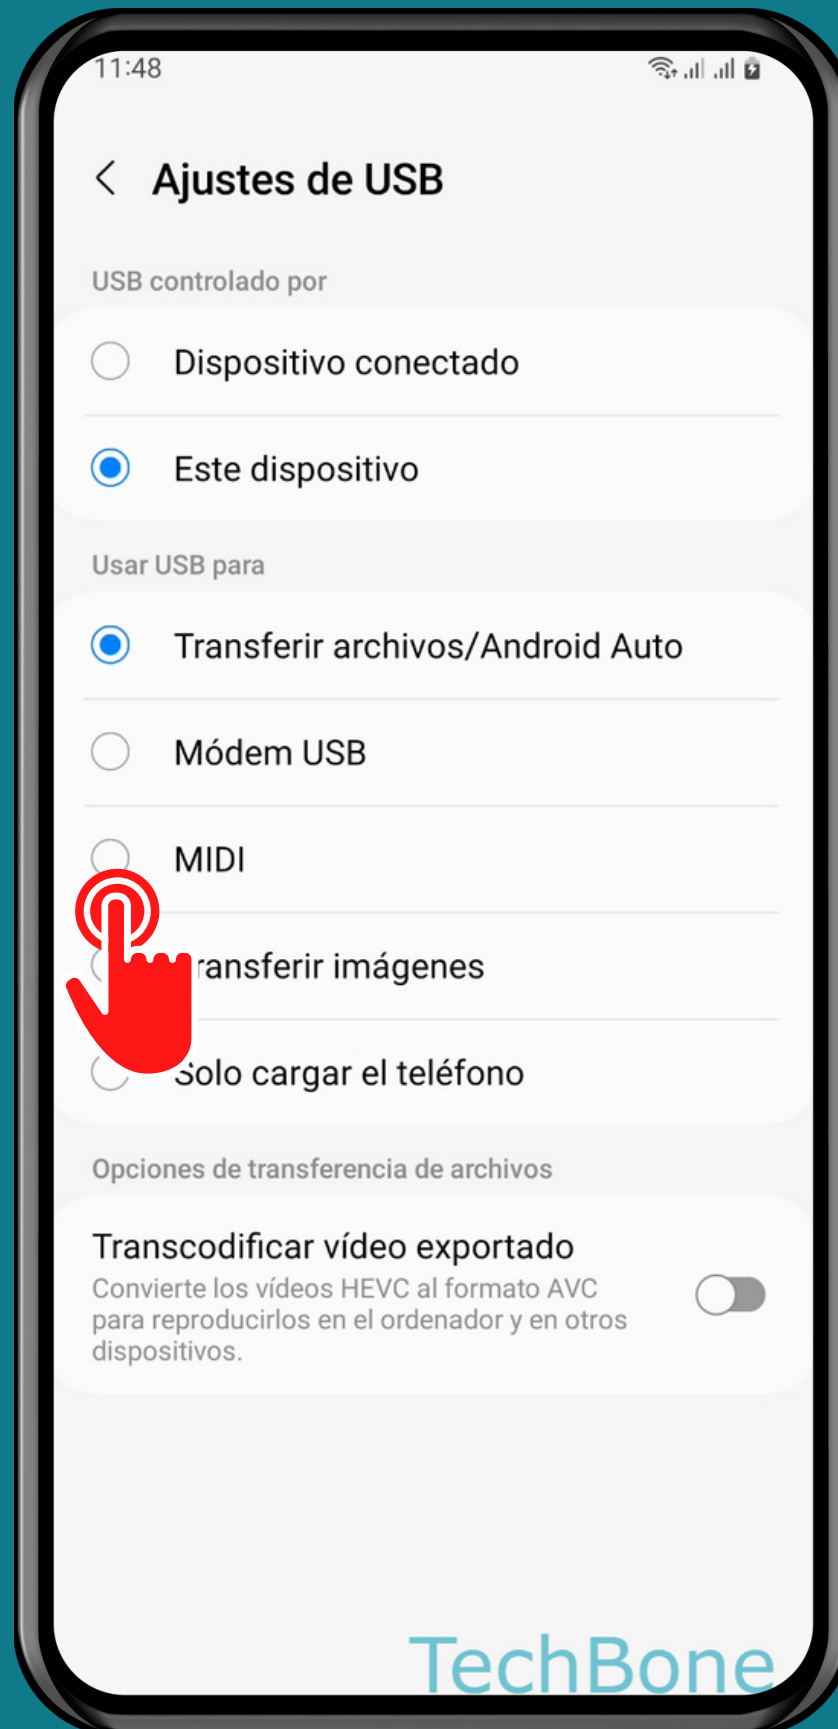 11:48
Ajustes de USB
USB controlado por
Dispositivo conectado
Este dispositivo
Usar USB para
Transferir archivos/Android Auto
Módem USB
MIDI
ransferir imágenes
Solo cargar el teléfono
Opciones de transferencia de archivos
Transcodificar vídeo exportado
Convierte los vídeos HEVC al formato AVC
para reproducirlos en el ordenador y en otros
dispositivos.
TechBone